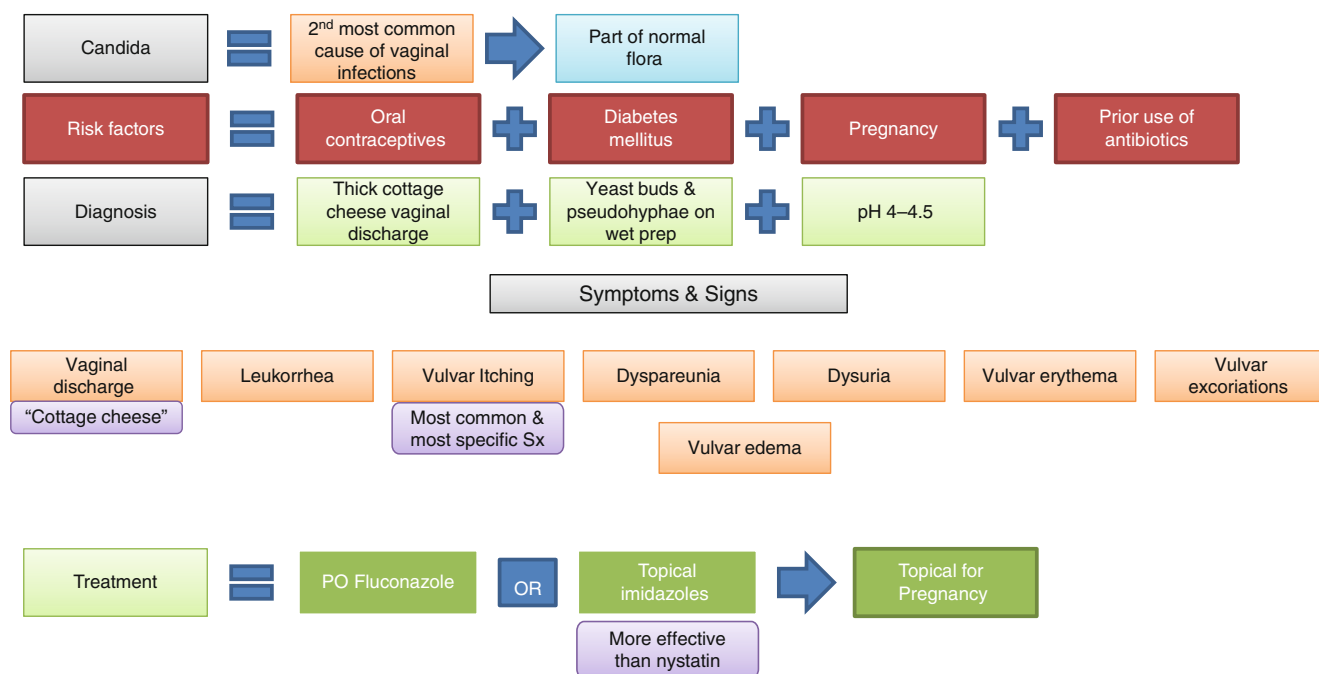 Candida
2nd most common
cause of vaginal
infections
Part of normal
flora
Risk factors
Oral
contraceptives
Diabetes
mellitus
Pregnancy
Prior use of
antibiotics
Diagnosis
Thick cottage
cheese vaginal
discharge
Yeast buds &
pseudohyphae on
wet prep
pH 4–4.5
Symptoms & Signs
Vaginal
discharge
“Cottage cheese”
Leukorrhea
Vulvar Itching
Most common &
most specific Sx
Dyspareunia
Dysuria
Vulvar erythema
Vulvar
excoriations
Vulvar edema
Treatment
PO Fluconazole
OR
Topical
imidazoles
More effective
than nystatin
Topical for
Pregnancy